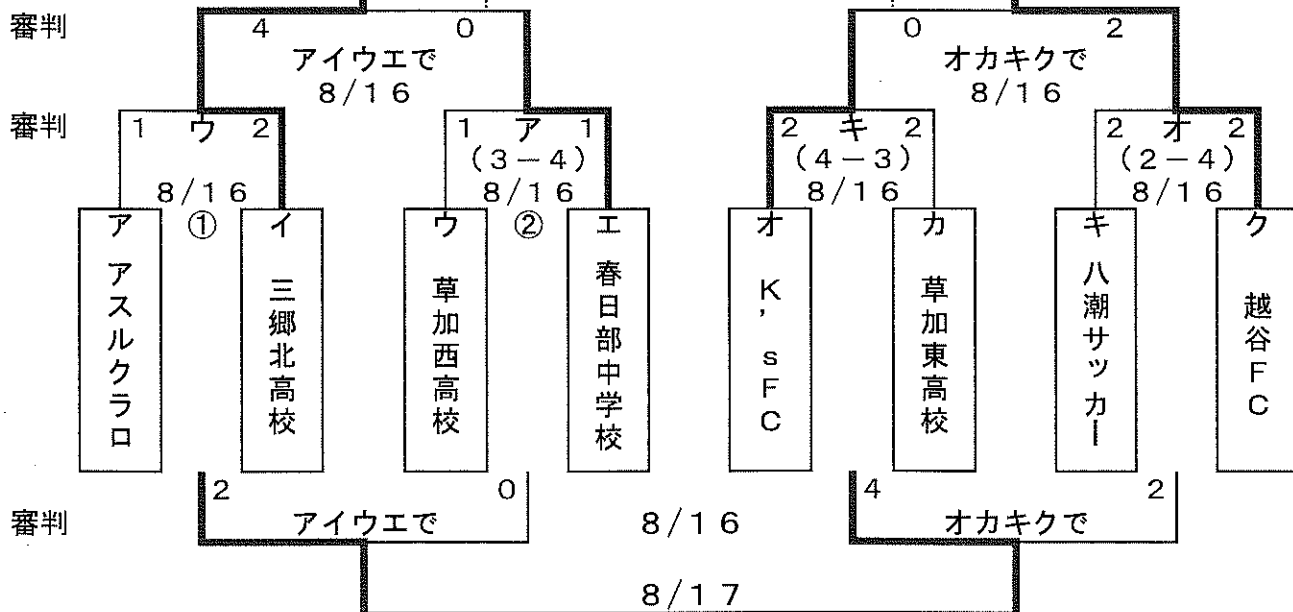 審判 4 0 0 2
アイウエで オカキクで
8/16 8/16
審判 1 ウ 2 1 ア 1 2 キ 2 2 オ 2
(3-4) (4-3) (2-4)
8/16 8/16 8/16 8/16
① ②
ア アスルクラロ
イ 三郷北高校
ウ 草加西高校
エ 春日部中学校
オ K'sFC
カ 草加東高校
キ 八潮サッカー
ク 越谷FC
2 0 4 2
審判 アイウエで 8/16 オカキクで
8/17